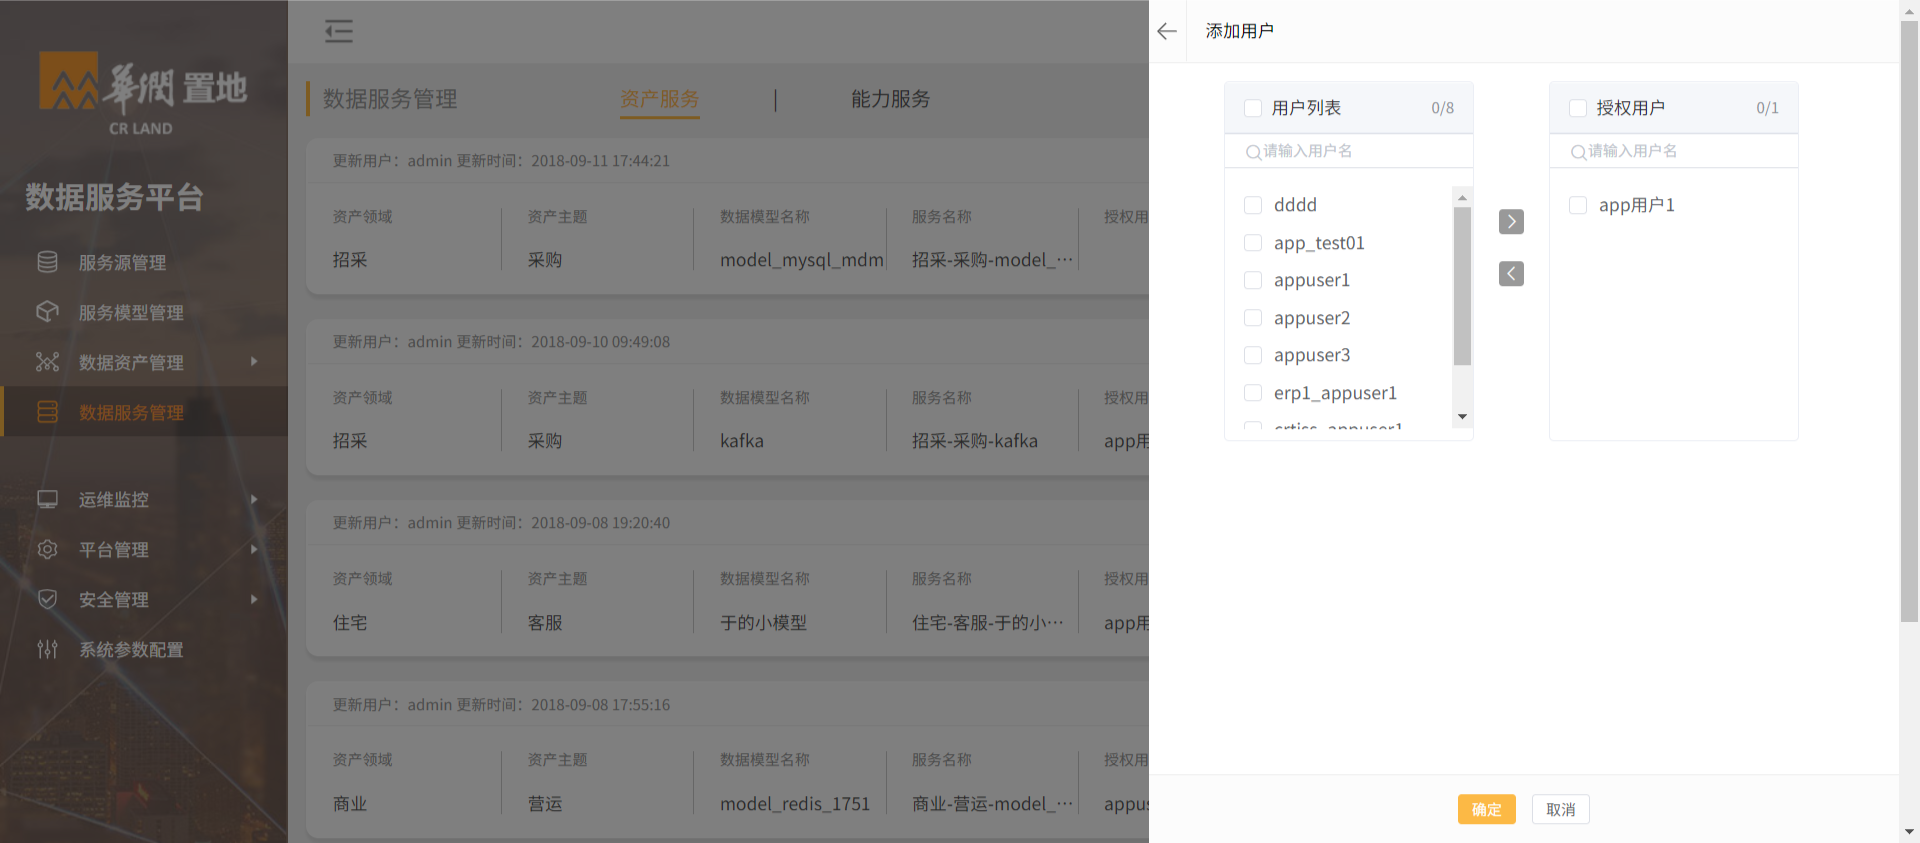 華潤 置地
CR LAND
数据服务平台
服务源管理
服务模型管理
数据资产管理
数据服务管理
运维监控
平台管理
安全管理
系统参数配置
数据服务管理
资产服务 | 能力服务
更新用户：admin 更新时间：2018-09-11 17:44:21
资产领域 资产主题 数据模型名称 服务名称 授权用
招采 采购 model_mysql_mdm 招采-采购-model_···
更新用户：admin 更新时间：2018-09-10 09:49:08
资产领域 资产主题 数据模型名称 服务名称 授权用
招采 采购 kafka 招采-采购-kafka app用
更新用户：admin 更新时间：2018-09-08 19:20:40
资产领域 资产主题 数据模型名称 服务名称 授权用
住宅 客服 于的小模型 住宅-客服-于的小··· app用
更新用户：admin 更新时间：2018-09-08 17:55:16
资产领域 资产主题 数据模型名称 服务名称 授权用
商业 营运 model_redis_1751 商业-营运-model_··· appus
添加用户
用户列表 0/8
请输入用户名
dddd
app_test01
appuser1
appuser2
appuser3
erp1_appuser1
crtiss_appuser1
授权用户 0/1
请输入用户名
app用户1
确定 取消